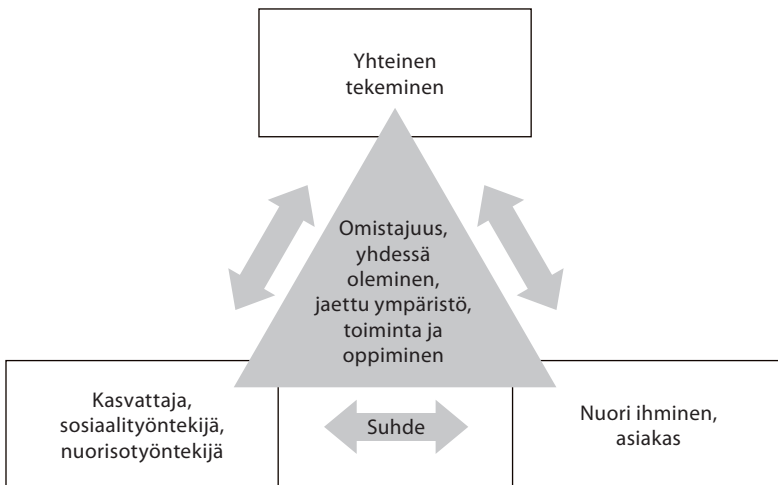 Yhteinen
tekeminen
Omistajuus,
yhdessä
oleminen,
jaettu ympäristö,
toiminta ja
oppiminen
Kasvattaja,
sosiaalityöntekijä,
nuorisotyöntekijä
Suhde
Nuori ihminen,
asiakas